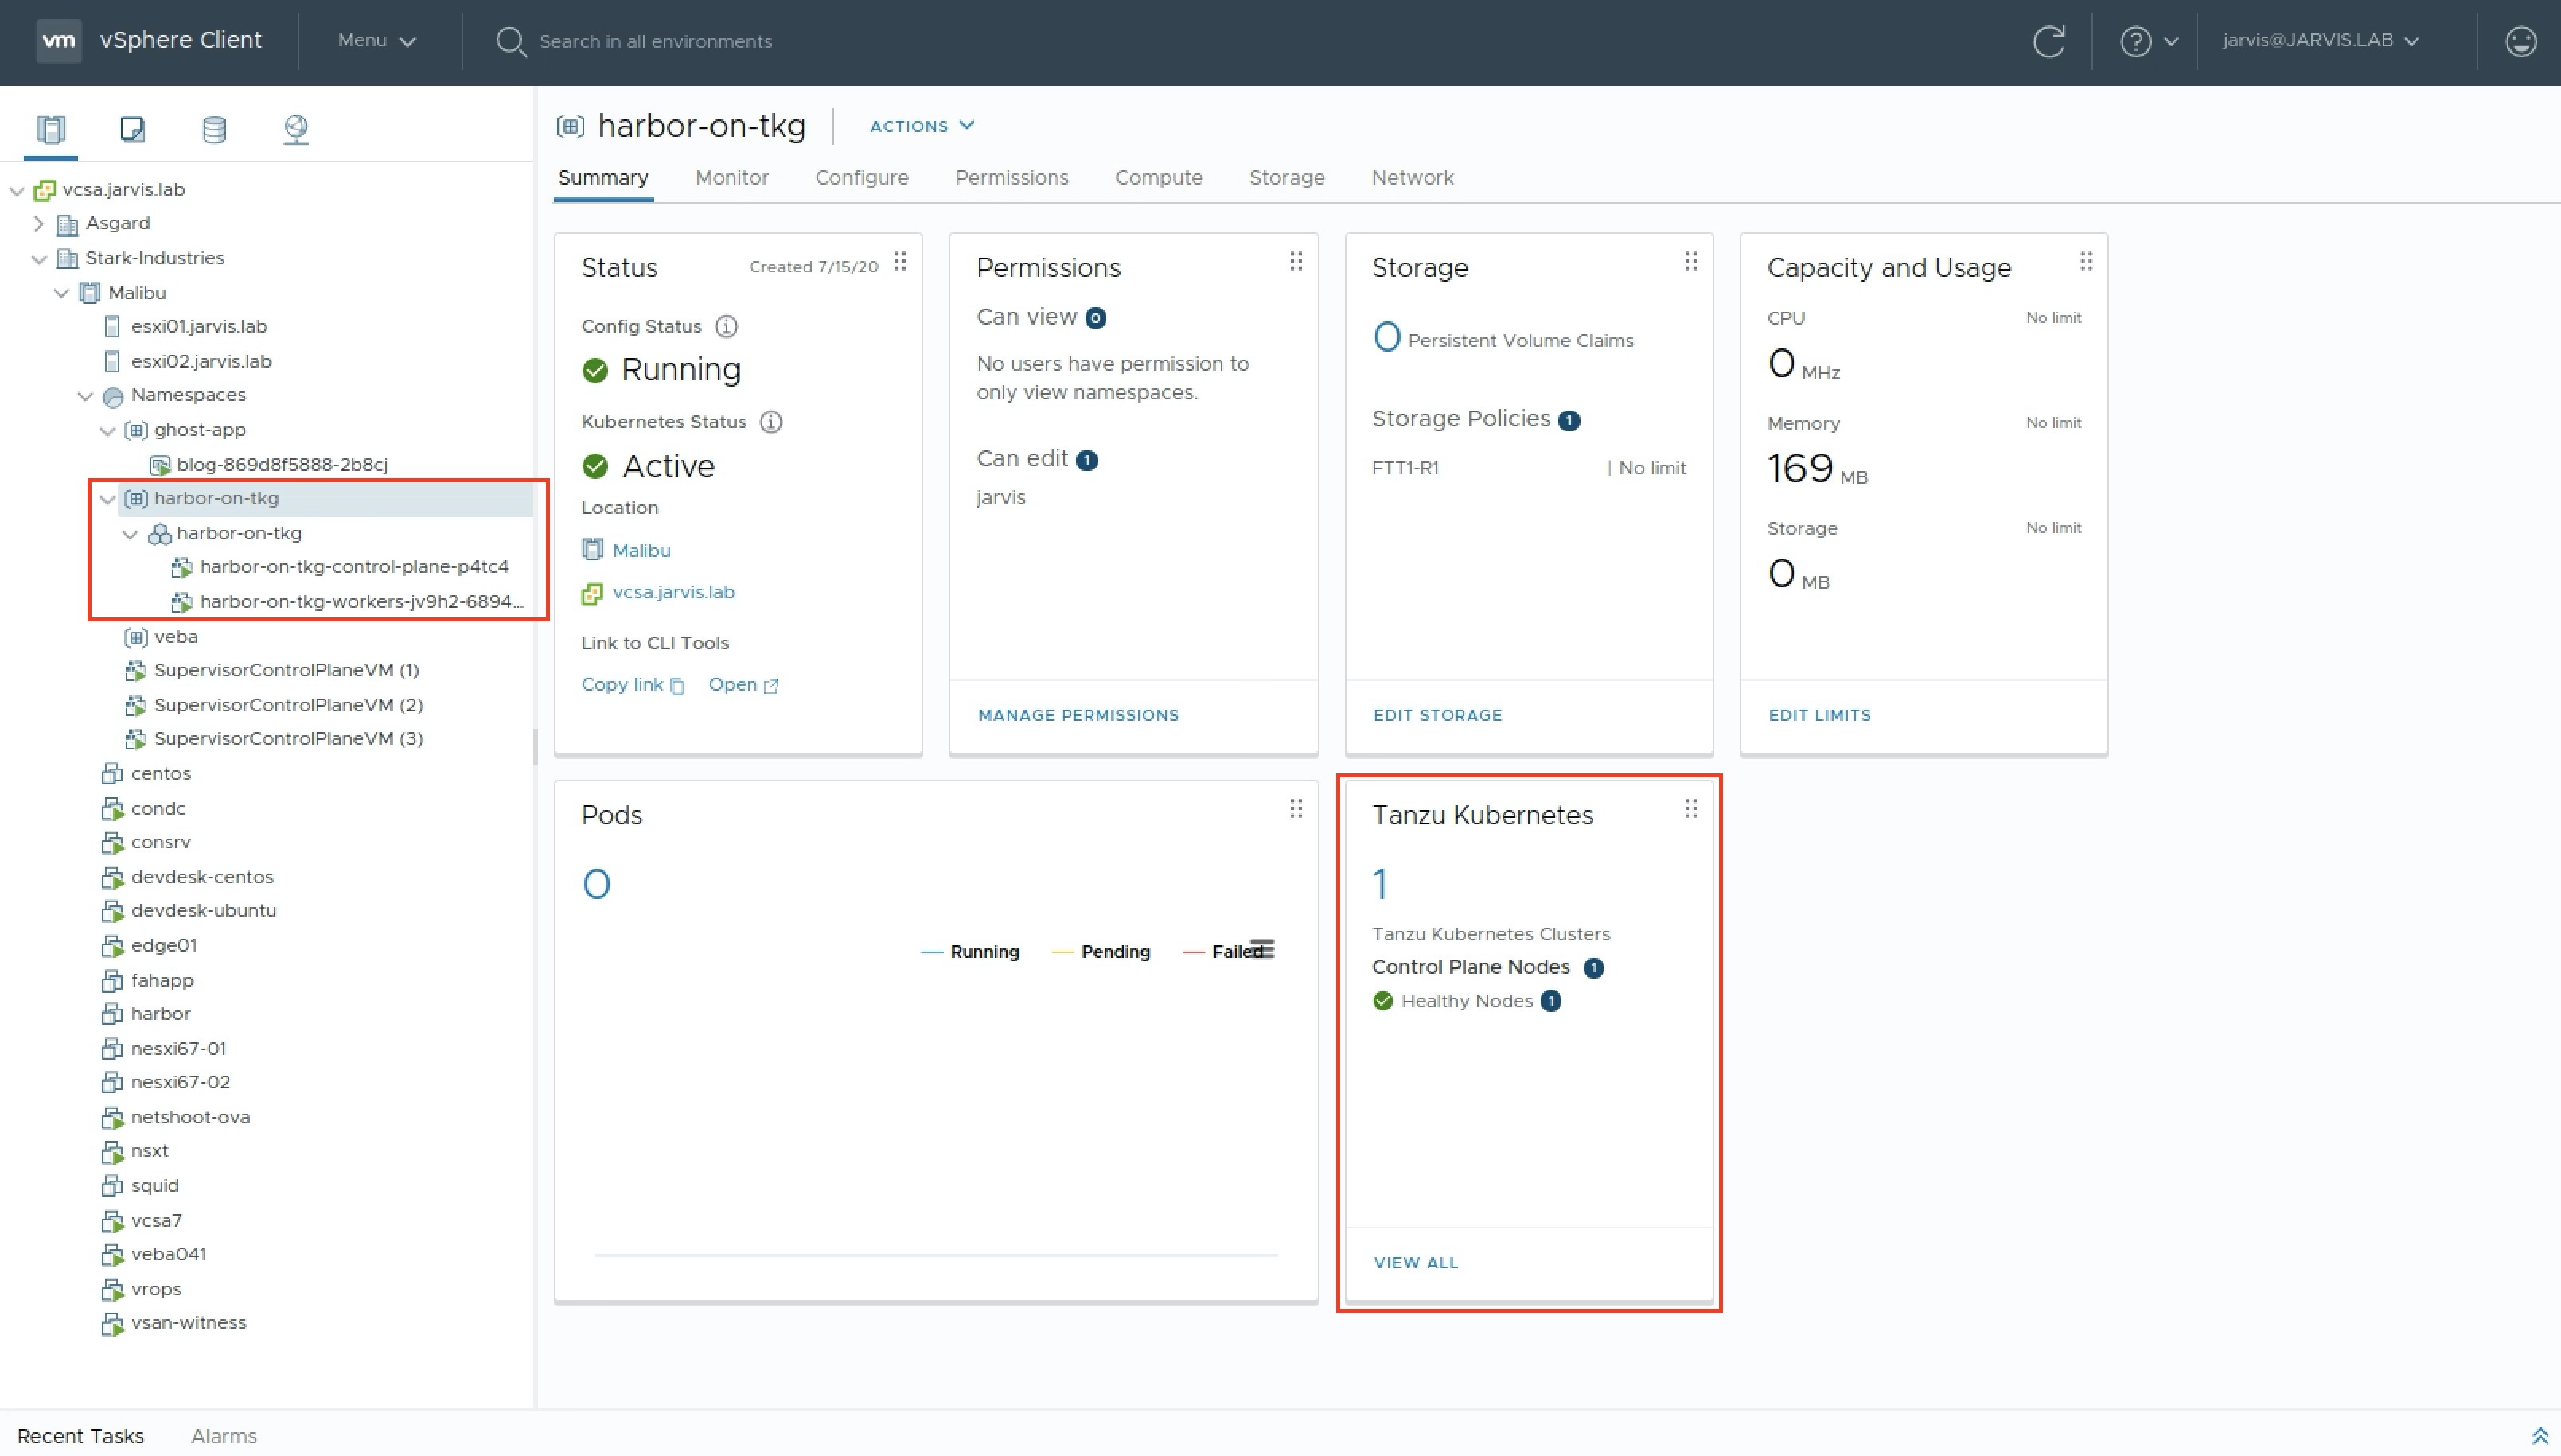 vm vSphere Client Menu Search in all environments jarvis@JARVIS.LAB
vcsa.jarvis.lab
Asgard
Stark-Industries
Malibu
esxi01.jarvis.lab
esxi02.jarvis.lab
Namespaces
ghost-app
blog-869d8f5888-2b8cj
harbor-on-tkg
harbor-on-tkg
harbor-on-tkg-control-plane-p4tc4
harbor-on-tkg-workers-jv9h2-6894...
veba
SupervisorControlPlaneVM (1)
SupervisorControlPlaneVM (2)
SupervisorControlPlaneVM (3)
centos
condc
consrv
devdesk-centos
devdesk-ubuntu
edge01
fahapp
harbor
nesxi67-01
nesxi67-02
netshoot-ova
nsxt
squid
vcsa7
veba041
vrops
vsan-witness
harbor-on-tkg ACTIONS
Summary Monitor Configure Permissions Compute Storage Network
Status Created 7/15/20
Config Status
Running
Kubernetes Status
Active
Location
Malibu
vcsa.jarvis.lab
Link to CLI Tools
Copy link Open
Permissions
Can view 0
No users have permission to
only view namespaces.
Can edit 1
jarvis
MANAGE PERMISSIONS
Storage
0 Persistent Volume Claims
Storage Policies 1
FTT1-R1 | No limit
EDIT STORAGE
Capacity and Usage
CPU No limit
0 MHz
Memory No limit
169 MB
Storage No limit
0 MB
EDIT LIMITS
Pods
0
Running Pending Failed
Tanzu Kubernetes
1
Tanzu Kubernetes Clusters
Control Plane Nodes 1
Healthy Nodes 1
VIEW ALL
Recent Tasks Alarms